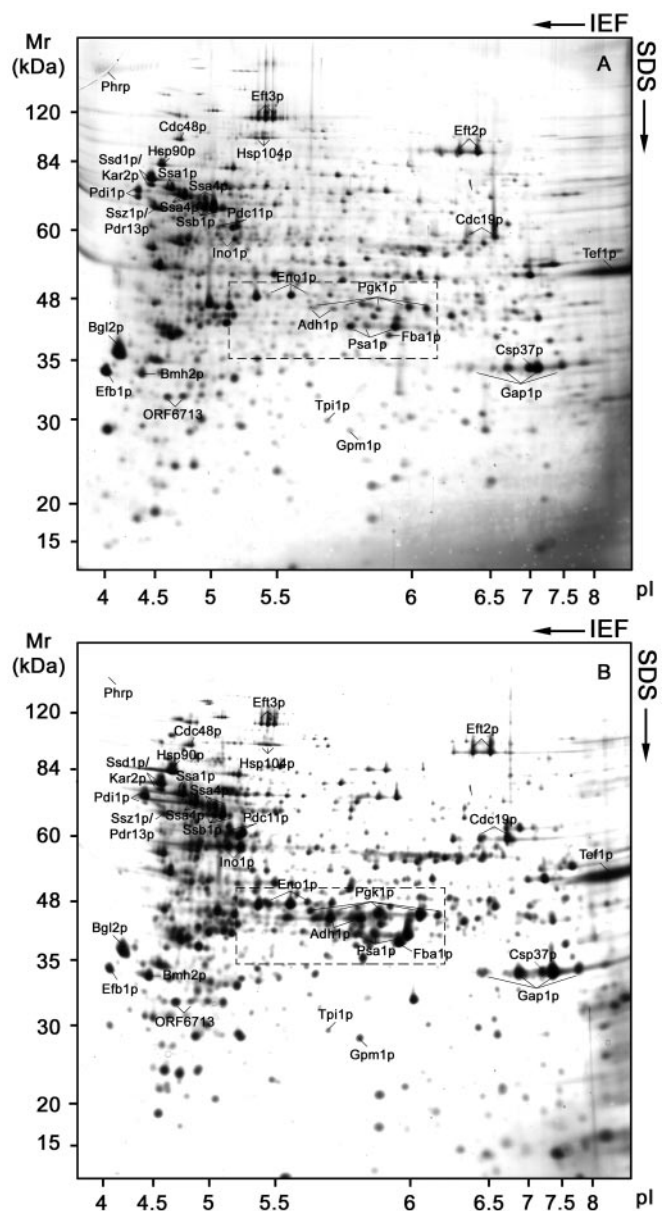 IEF
Mr
(kDa)
A
SDS
Phrp
120
Eft3p
Cdc48p
Eft2p
Hsp90p
Hsp104p
Ssd1p/
Kar2p
84
Ssa1p
Pdi1p
Ssa4p
Ssz1p/
Pdr13p
Ssa4p
Ssb1p
Pdc11p
Cdc19p
60
Ino1p
Tef1p
Eno1p
Pgk1p
48
Adh1p
Bgl2p
Psa1p
Fba1p
Csp37p
35
Efb1p
Bmh2p
Gap1p
ORF6713
Tpi1p
30
Gpm1p
20
15
4 4.5 5 5.5 6 6.5 7 7.5 8 pI
IEF
Mr
(kDa)
B
SDS
Phrp
120
Eft3p
Cdc48p
Eft2p
Hsp90p
Hsp104p
Ssd1p/
Kar2p
84
Ssa1p
Pdi1p
Ssa4p
Ssz1p/
Pdr13p
Ssa4p
Ssb1p
Pdc11p
Cdc19p
60
Ino1p
Tef1p
Eno1p
Pgk1p
48
Adh1p
Bgl2p
Psa1p
Fba1p
Csp37p
35
Efb1p
Bmh2p
Gap1p
ORF6713
Tpi1p
30
Gpm1p
20
15
4 4.5 5 5.5 6 6.5 7 7.5 8 pI